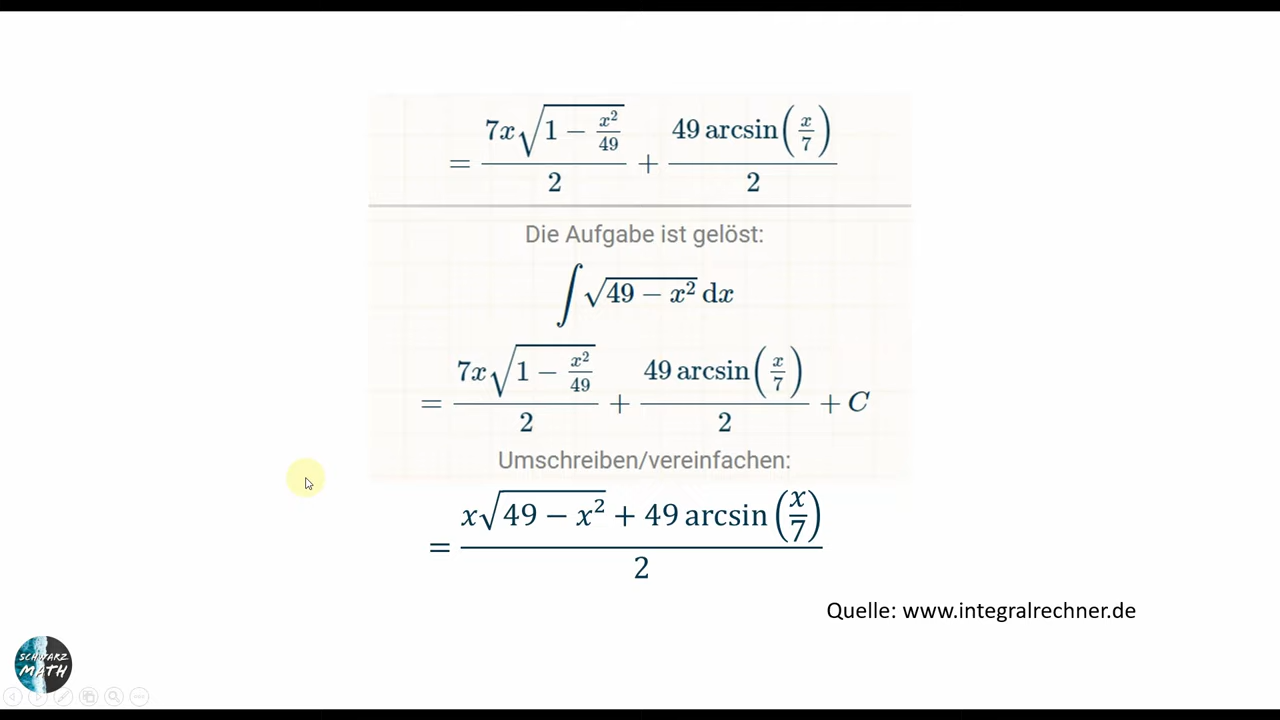 = 7x√(1 − x²/49) / 2 + 49 arcsin(x/7) / 2
Die Aufgabe ist gelöst:
∫ √(49 − x²) dx
= 7x√(1 − x²/49) / 2 + 49 arcsin(x/7) / 2 + C
Umschreiben/vereinfachen:
= (x√(49 − x²) + 49 arcsin(x/7)) / 2
Quelle: www.integralrechner.de
SCHWARZ
MATH